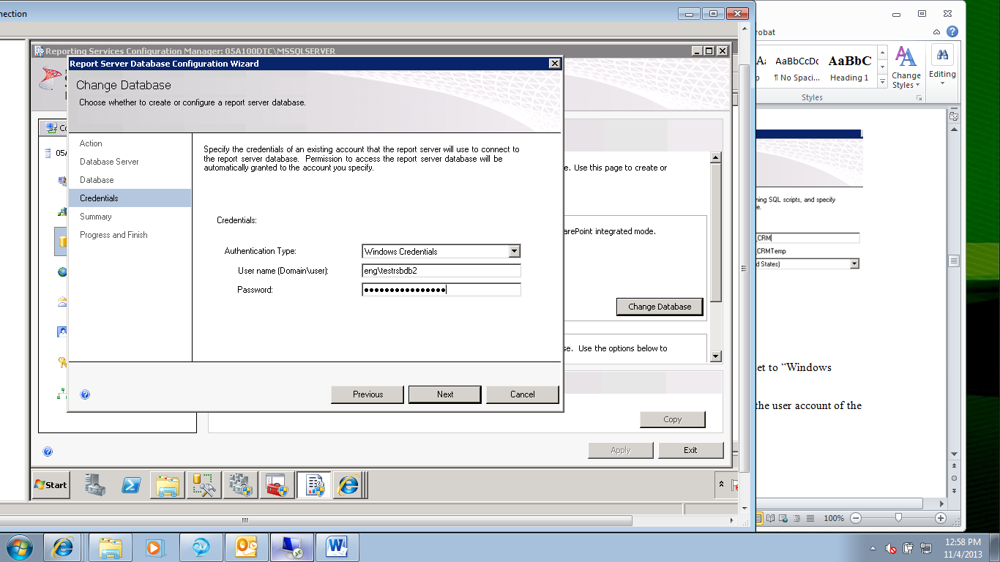 nection
Reporting Services Configuration Manager: 05A100DTC\MSSQLSERVER
Report Server Database Configuration Wizard
Change Database
Choose whether to create or configure a report server database.
Action
Database Server
Database
Credentials
Summary
Progress and Finish
Specify the credentials of an existing account that the report server will use to connect to
the report server database. Permission to access the report server database will be
automatically granted to the account you specify.
Credentials:
Authentication Type:
Windows Credentials
User name (Domain\user):
eng\testrsbdb2
Password:
Previous
Next
Cancel
Co
05A
e. Use this page to create or
arePoint integrated mode.
Change Database
se. Use the options below to
Copy
Apply
Exit
Start
robat
AaBbCcDc
AaBbC
¶ No Spaci...
Heading 1
Change
Styles
Editing
Styles
ning SQL scripts, and specify
e.
_CRM
_CRMTemp
d States)
et to “Windows
the user account of the
100%
12:58 PM
11/4/2013